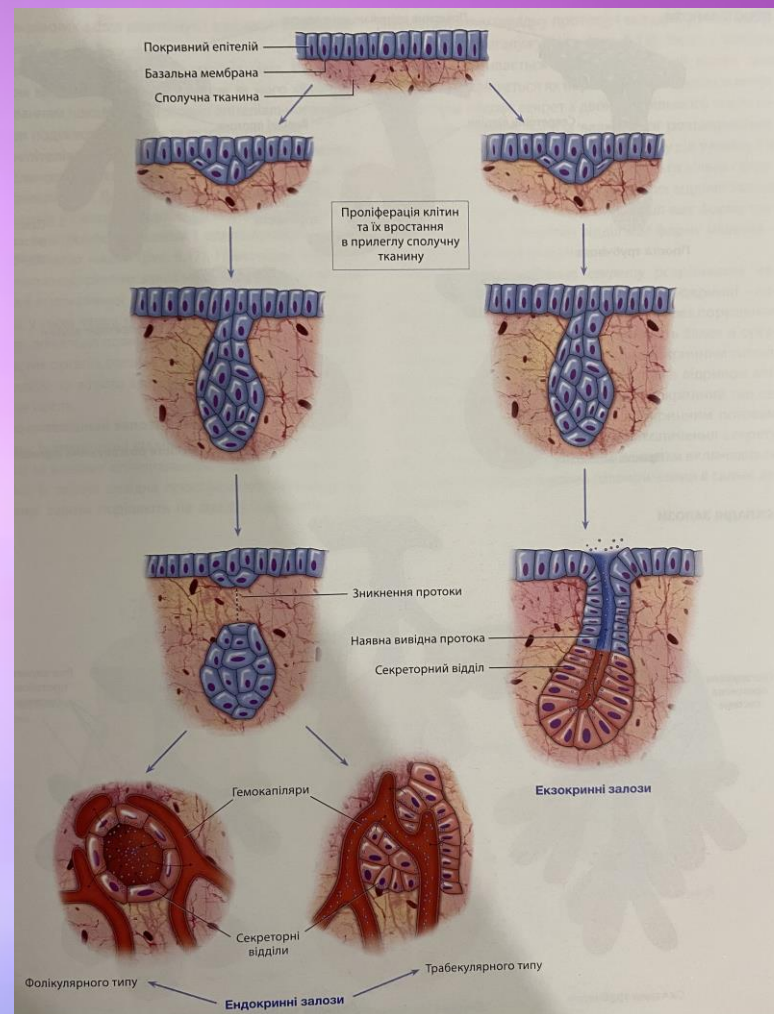 Покривний епітелій
Базальна мембрана
Сполучна тканина
Проліферація клітин
та їх вростання
в прилеглу сполучну
тканину
Зникнення протоки
Наявна вивідна протока
Секреторний відділ
Екзокринні залози
Гемокапіляри
Секреторні
відділи
Фолікулярного типу
Трабекулярного типу
Ендокринні залози